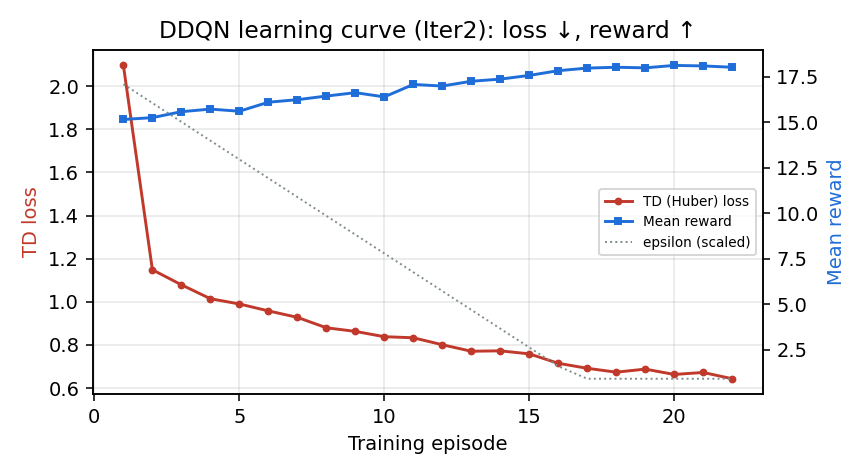 DDQN learning curve (Iter2): loss ↓, reward ↑
TD loss
2.0
1.8
1.6
1.4
1.2
1.0
0.8
0.6
17.5
15.0
12.5
10.0
7.5
5.0
2.5
Mean reward
TD (Huber) loss
Mean reward
epsilon (scaled)
0 5 10 15 20
Training episode